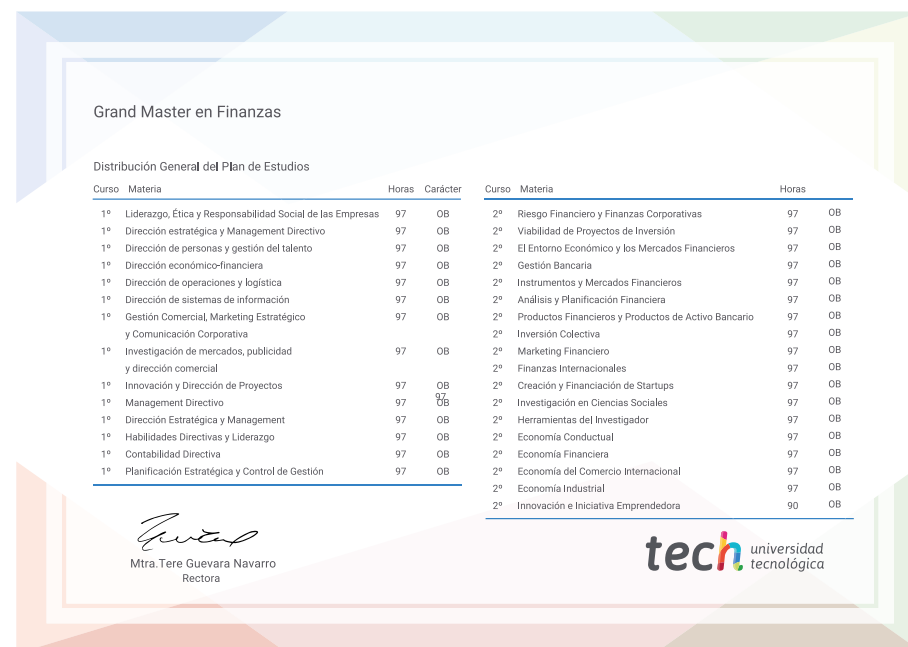 Grand Master en Finanzas
Distribución General del Plan de Estudios
Curso Materia Horas Carácter
1º Liderazgo, Ética y Responsabilidad Social de las Empresas 97 OB
1º Dirección estratégica y Management Directivo 97 OB
1º Dirección de personas y gestión del talento 97 OB
1º Dirección económico-financiera 97 OB
1º Dirección de operaciones y logística 97 OB
1º Dirección de sistemas de información 97 OB
1º Gestión Comercial, Marketing Estratégico 97 OB
y Comunicación Corporativa
1º Investigación de mercados, publicidad 97 OB
y dirección comercial
1º Innovación y Dirección de Proyectos 97 OB
97
1º Management Directivo 97 OB
1º Dirección Estratégica y Management 97 OB
1º Habilidades Directivas y Liderazgo 97 OB
1º Contabilidad Directiva 97 OB
1º Planificación Estratégica y Control de Gestión 97 OB
Curso Materia Horas
2º Riesgo Financiero y Finanzas Corporativas 97 OB
2º Viabilidad de Proyectos de Inversión 97 OB
2º El Entorno Económico y los Mercados Financieros 97 OB
2º Gestión Bancaria 97 OB
2º Instrumentos y Mercados Financieros 97 OB
2º Análisis y Planificación Financiera 97 OB
2º Productos Financieros y Productos de Activo Bancario 97 OB
2º Inversión Colectiva 97 OB
2º Marketing Financiero 97 OB
2º Finanzas Internacionales 97 OB
2º Creación y Financiación de Startups 97 OB
2º Investigación en Ciencias Sociales 97 OB
2º Herramientas del Investigador 97 OB
2º Economía Conductual 97 OB
2º Economía Financiera 97 OB
2º Economía del Comercio Internacional 97 OB
2º Economía Industrial 97 OB
2º Innovación e Iniciativa Emprendedora 90 OB
Mtra.Tere Guevara Navarro
Rectora
tech universidad
tecnológica